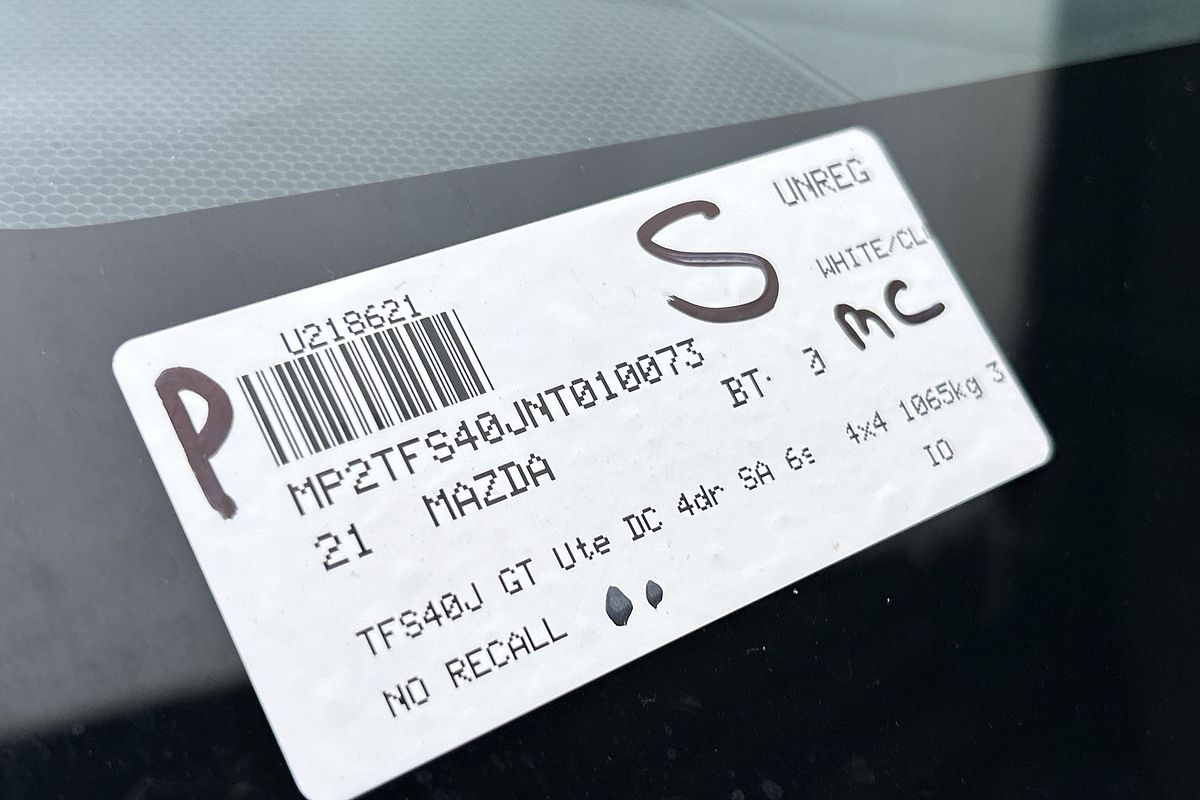 S
UNREG
U218621
WHITE/CL
P
MC
MP2TFS40JNT010073
BT·
21 MAZDA
TFS40J GT Ute DC 4dr SA 6s 4x4 1065kg 3
IO
NO RECALL